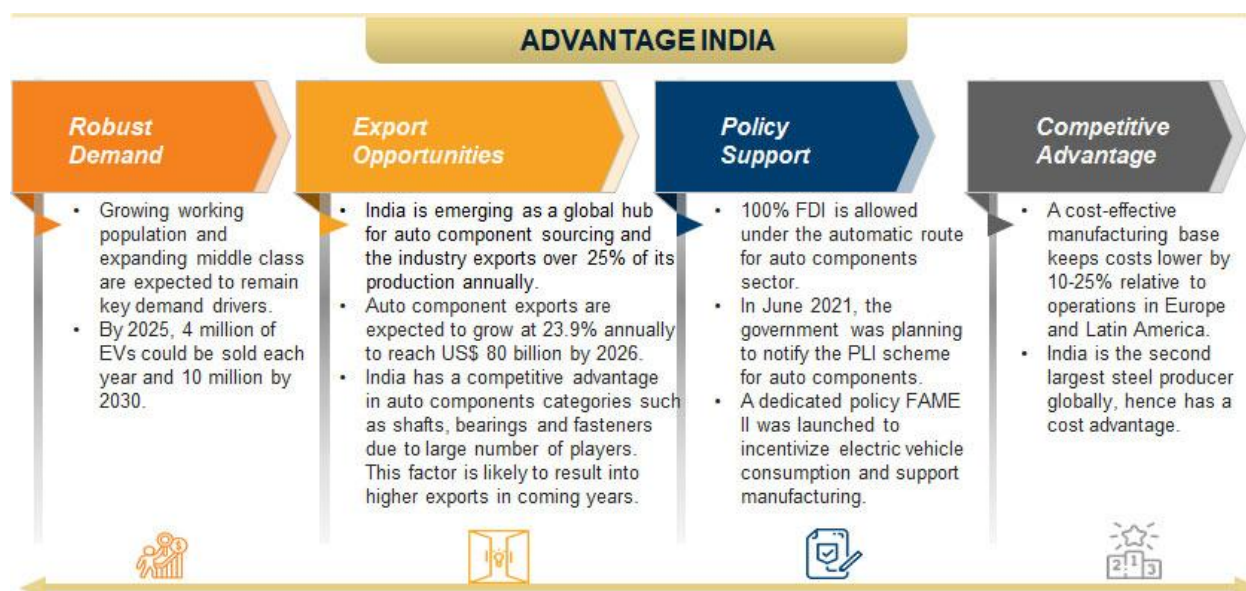 ADVANTAGE INDIA
Robust
Demand
• Growing working
population and
expanding middle class
are expected to remain
key demand drivers.
• By 2025, 4 million of
EVs could be sold each
year and 10 million by
2030.
Export
Opportunities
• India is emerging as a global hub
for auto component sourcing and
the industry exports over 25% of its
production annually.
• Auto component exports are
expected to grow at 23.9% annually
to reach US$ 80 billion by 2026.
• India has a competitive advantage
in auto components categories such
as shafts, bearings and fasteners
due to large number of players.
This factor is likely to result into
higher exports in coming years.
Policy
Support
• 100% FDI is allowed
under the automatic route
for auto components
sector.
• In June 2021, the
government was planning
to notify the PLI scheme
for auto components.
• A dedicated policy FAME
II was launched to
incentivize electric vehicle
consumption and support
manufacturing.
Competitive
Advantage
• A cost-effective
manufacturing base
keeps costs lower by
10-25% relative to
operations in Europe
and Latin America.
• India is the second
largest steel producer
globally, hence has a
cost advantage.
$
2 1 3